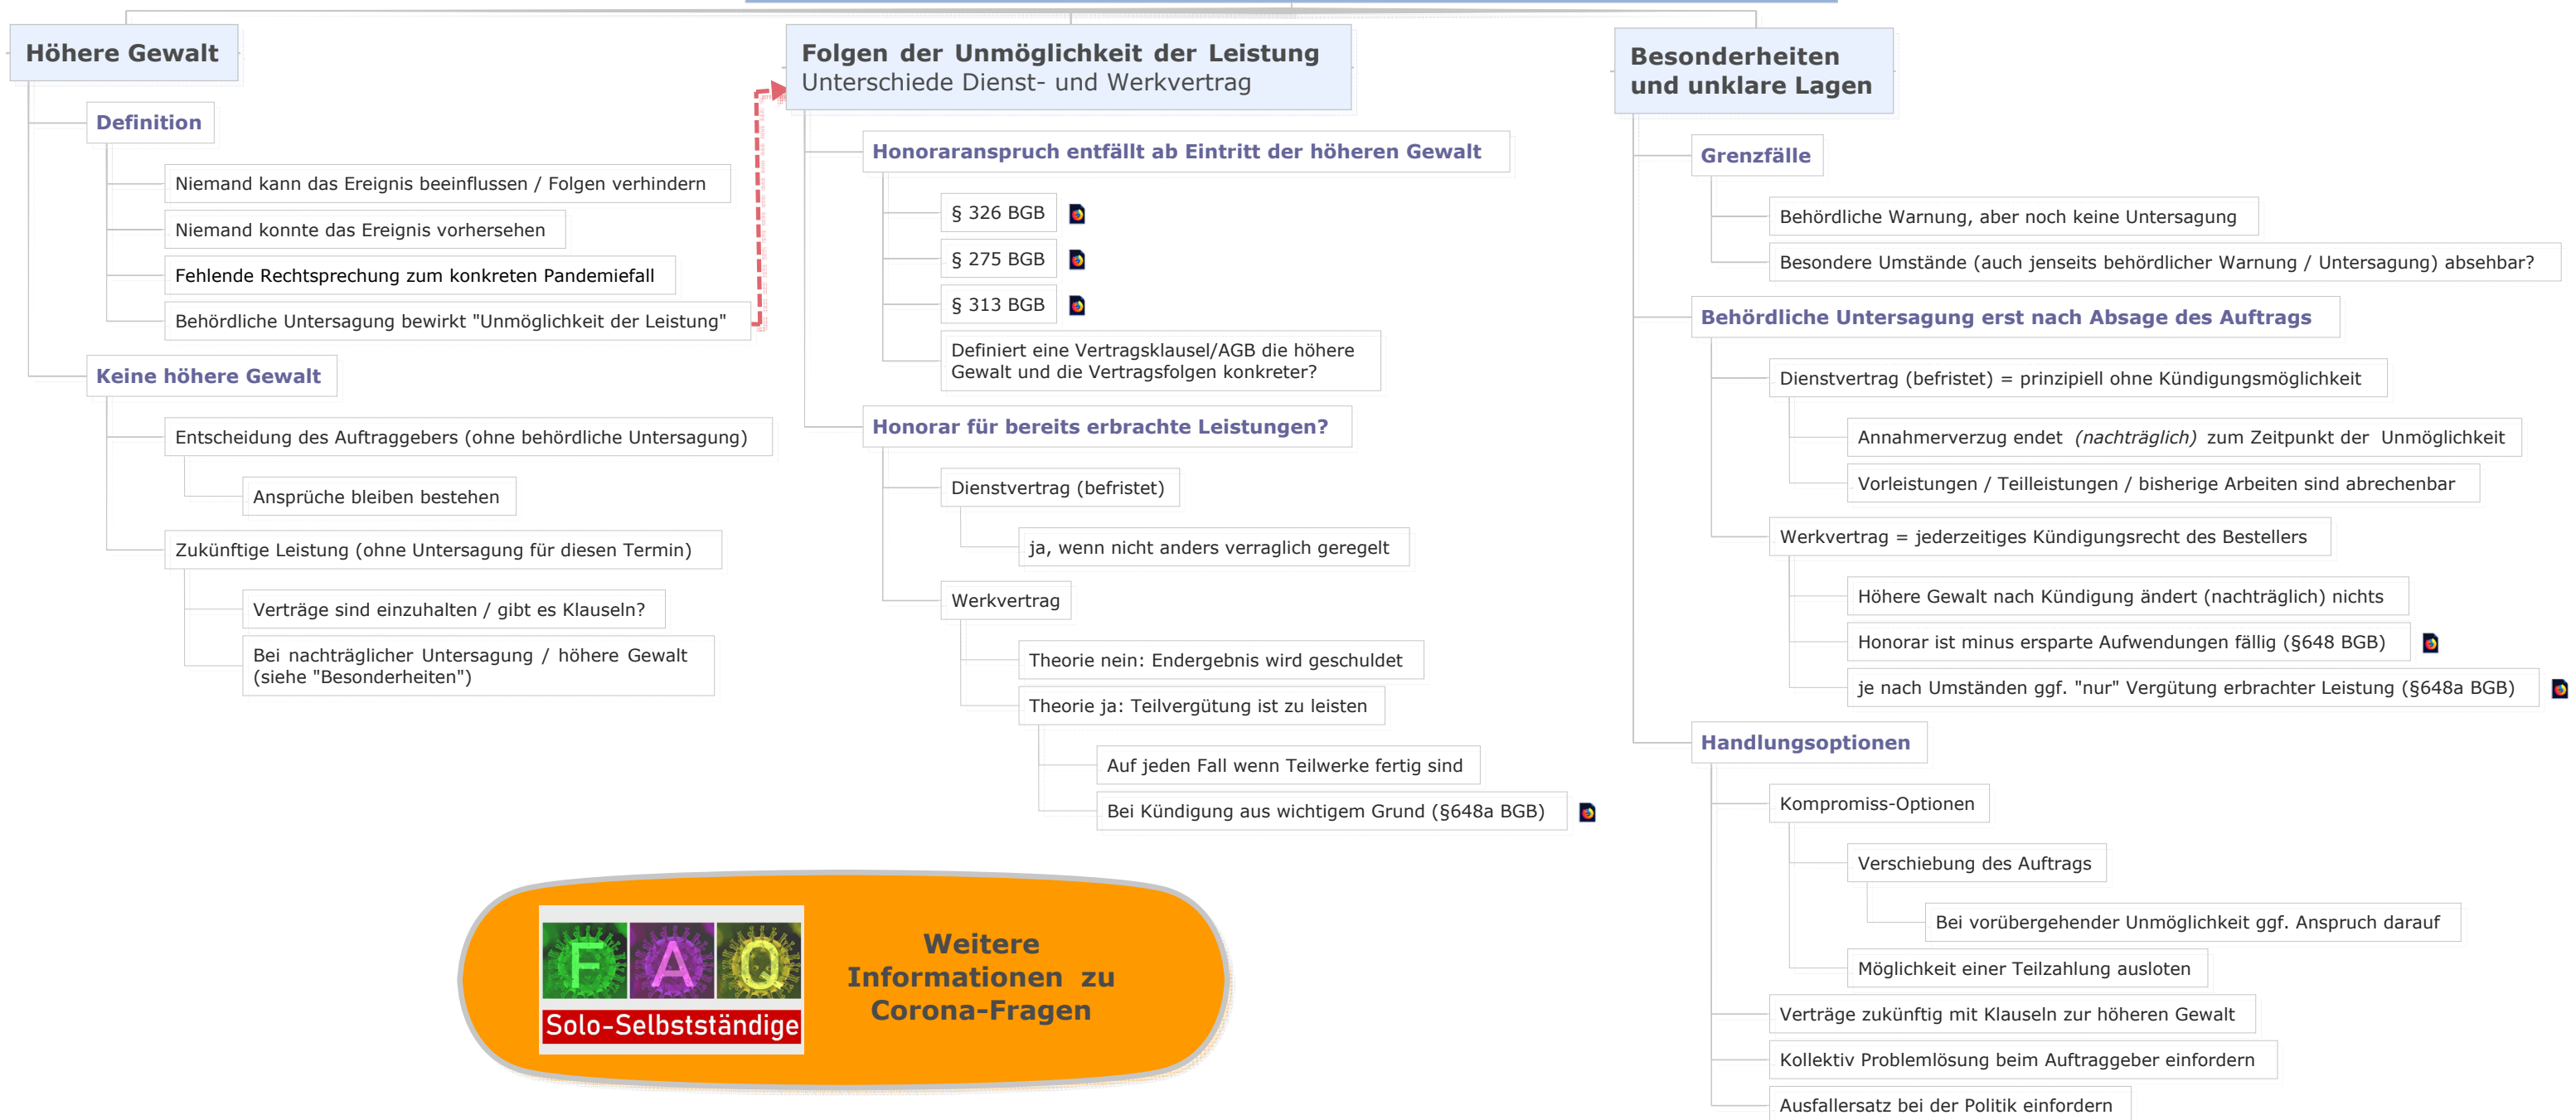 Höhere Gewalt
Definition
Niemand kann das Ereignis beeinflussen / Folgen verhindern
Niemand konnte das Ereignis vorhersehen
Fehlende Rechtsprechung zum konkreten Pandemiefall
Behördliche Untersagung bewirkt "Unmöglichkeit der Leistung"
Keine höhere Gewalt
Entscheidung des Auftraggebers (ohne behördliche Untersagung)
Ansprüche bleiben bestehen
Zukünftige Leistung (ohne Untersagung für diesen Termin)
Verträge sind einzuhalten / gibt es Klauseln?
Bei nachträglicher Untersagung / höhere Gewalt
(siehe "Besonderheiten")
Folgen der Unmöglichkeit der Leistung
Unterschiede Dienst- und Werkvertrag
Honoraranspruch entfällt ab Eintritt der höheren Gewalt
§ 326 BGB
§ 275 BGB
§ 313 BGB
Definiert eine Vertragsklausel/AGB die höhere
Gewalt und die Vertragsfolgen konkreter?
Honorar für bereits erbrachte Leistungen?
Dienstvertrag (befristet)
ja, wenn nicht anders verraglich geregelt
Werkvertrag
Theorie nein: Endergebnis wird geschuldet
Theorie ja: Teilvergütung ist zu leisten
Auf jeden Fall wenn Teilwerke fertig sind
Bei Kündigung aus wichtigem Grund (§648a BGB)
Besonderheiten
und unklare Lagen
Grenzfälle
Behördliche Warnung, aber noch keine Untersagung
Besondere Umstände (auch jenseits behördlicher Warnung / Untersagung) absehbar?
Behördliche Untersagung erst nach Absage des Auftrags
Dienstvertrag (befristet) = prinzipiell ohne Kündigungsmöglichkeit
Annahmerverzug endet (nachträglich) zum Zeitpunkt der Unmöglichkeit
Vorleistungen / Teilleistungen / bisherige Arbeiten sind abrechenbar
Werkvertrag = jederzeitiges Kündigungsrecht des Bestellers
Höhere Gewalt nach Kündigung ändert (nachträglich) nichts
Honorar ist minus ersparte Aufwendungen fällig (§648 BGB)
je nach Umständen ggf. "nur" Vergütung erbrachter Leistung (§648a BGB)
Handlungsoptionen
Kompromiss-Optionen
Verschiebung des Auftrags
Bei vorübergehender Unmöglichkeit ggf. Anspruch darauf
Möglichkeit einer Teilzahlung ausloten
Verträge zukünftig mit Klauseln zur höheren Gewalt
Kollektiv Problemlösung beim Auftraggeber einfordern
Ausfallersatz bei der Politik einfordern
FAQ
Solo-Selbstständige
Weitere
Informationen zu
Corona-Fragen